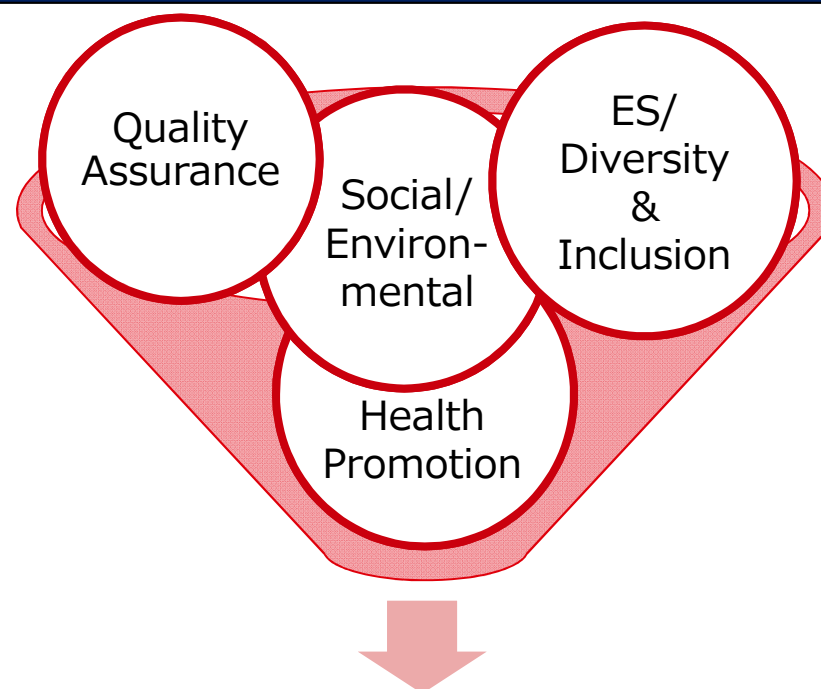 Quality
Assurance
Social/
Environ-
mental
ES/
Diversity
&
Inclusion
Health
Promotion